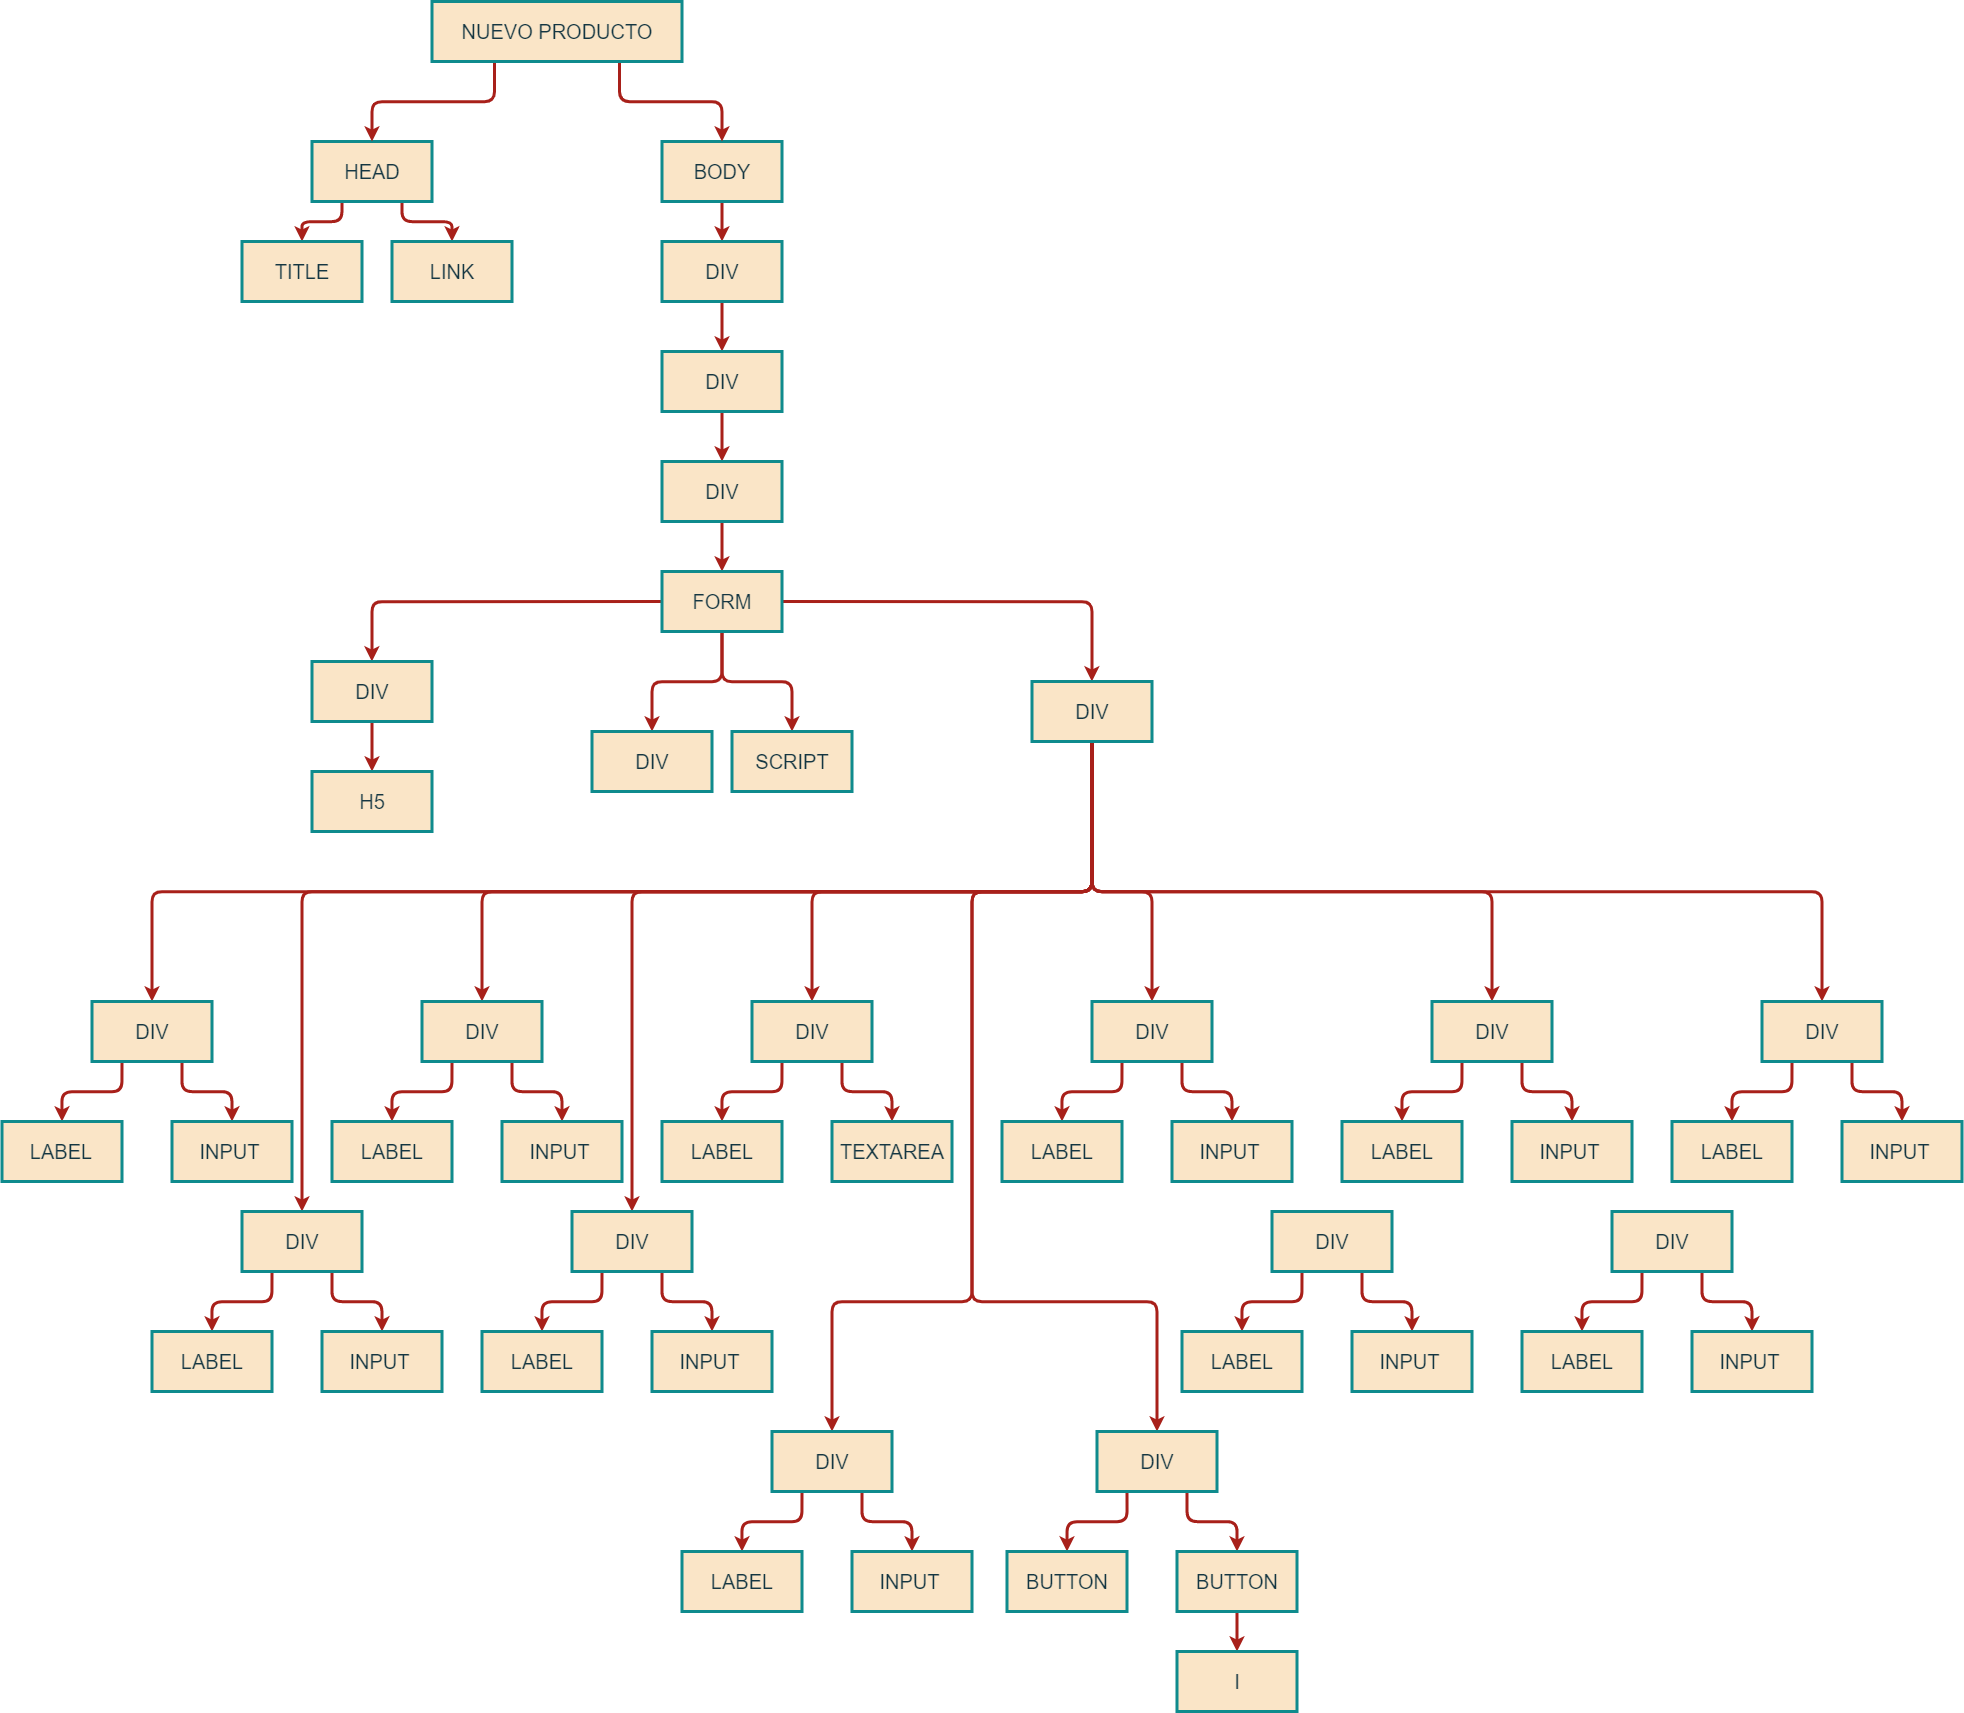 NUEVO PRODUCTO
HEAD
BODY
TITLE
LINK
DIV
DIV
DIV
FORM
DIV
DIV
DIV
SCRIPT
H5
DIV
DIV
DIV
DIV
DIV
DIV
LABEL
INPUT
LABEL
INPUT
LABEL
TEXTAREA
LABEL
INPUT
LABEL
INPUT
LABEL
INPUT
DIV
DIV
DIV
DIV
LABEL
INPUT
LABEL
INPUT
LABEL
INPUT
LABEL
INPUT
DIV
DIV
LABEL
INPUT
BUTTON
BUTTON
I